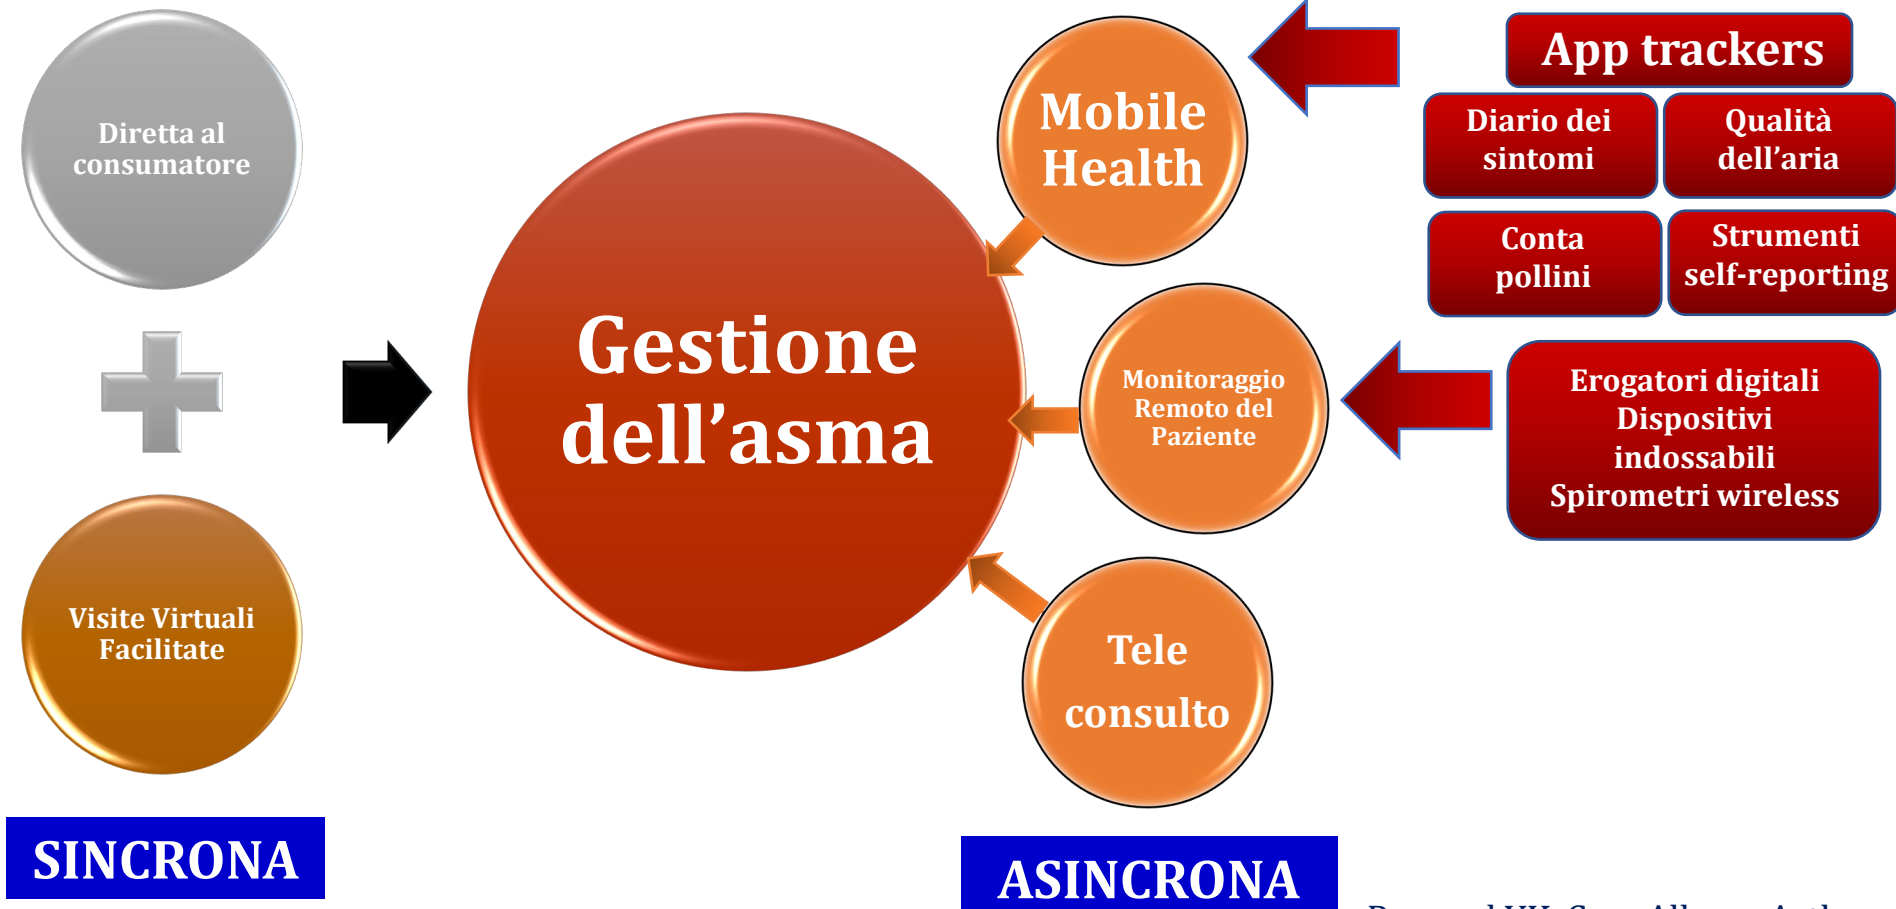 Diretta al
consumatore
Visite Virtuali
Facilitate
SINCRONA
Gestione
dell’asma
Mobile
Health
Monitoraggio
Remoto del
Paziente
Tele
consulto
ASINCRONA
App trackers
Diario dei
sintomi
Qualità
dell’aria
Conta
pollini
Strumenti
self-reporting
Erogatori digitali
Dispositivi
indossabili
Spirometri wireless